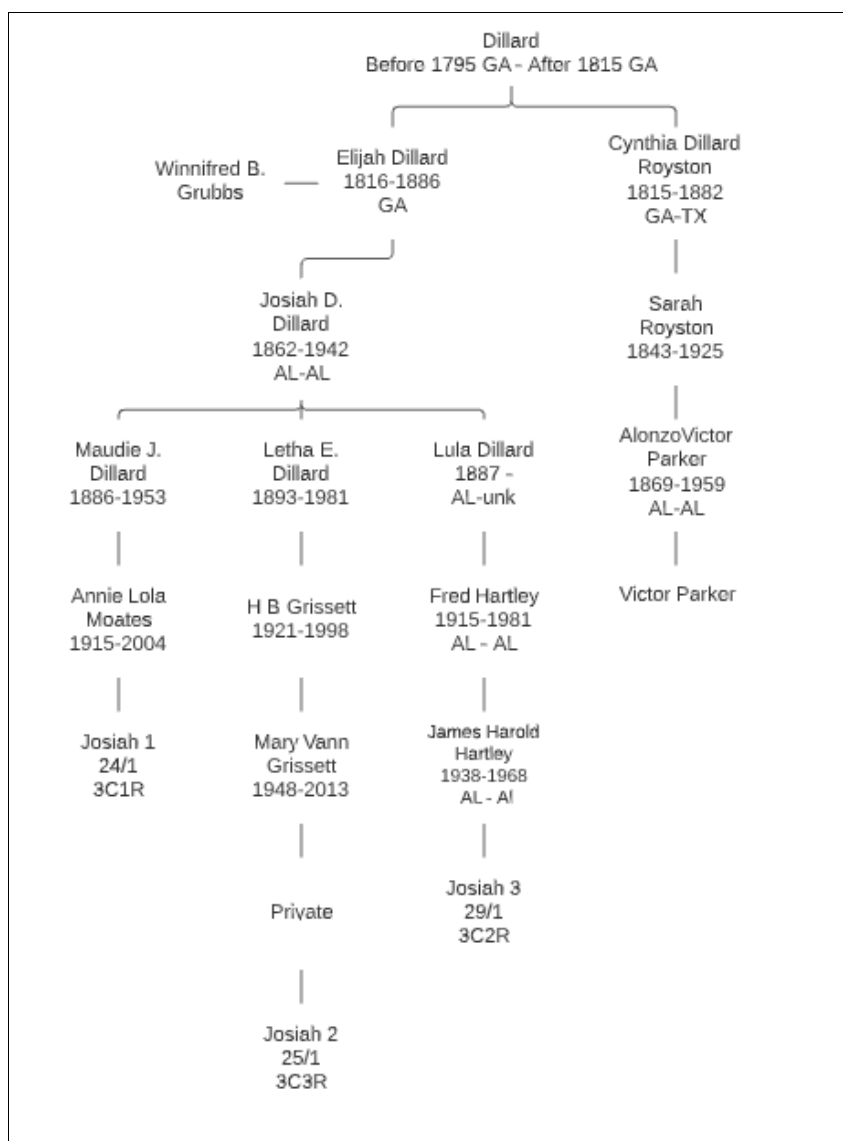 Dillard
Before 1795 GA - After 1815 GA
Winnifred B.
Grubbs
Elijah Dillard
1816-1886
GA
Cynthia Dillard
Royston
1815-1882
GA-TX
Josiah D.
Dillard
1862-1942
AL-AL
Sarah
Royston
1843-1925
Maudie J.
Dillard
1886-1953
Letha E.
Dillard
1893-1981
Lula Dillard
1887 -
AL-unk
AlonzoVictor
Parker
1869-1959
AL-AL
Annie Lola
Moates
1915-2004
H B Grissett
1921-1998
Fred Hartley
1915-1981
AL - AL
Victor Parker
Josiah 1
24/1
3C1R
Mary Vann
Grissett
1948-2013
James Harold
Hartley
1938-1968
AL - Al
Private
Josiah 3
29/1
3C2R
Josiah 2
25/1
3C3R